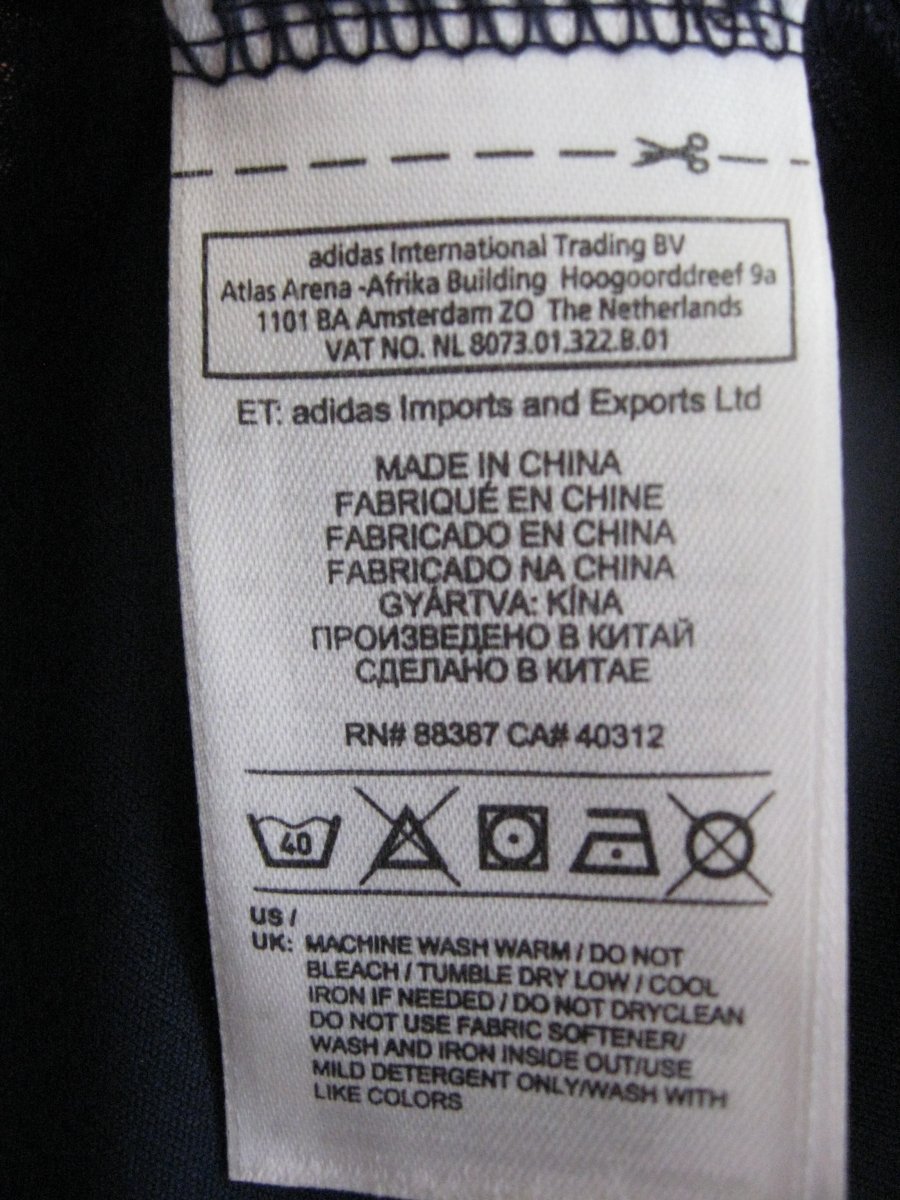 adidas International Trading BV
Atlas Arena -Afrika Building Hoogoorddreef 9a
1101 BA Amsterdam ZO The Netherlands
VAT NO. NL 8073.01.322.B.01
ET: adidas Imports and Exports Ltd
MADE IN CHINA
FABRIQUÉ EN CHINE
FABRICADO EN CHINA
FABRICADO NA CHINA
GYÁRTVA: KÍNA
ПРОИЗВЕДЕНО В КИТАЙ
СДЕЛАНО В КИТАЕ
RN# 88387 CA# 40312
40
US /
UK: MACHINE WASH WARM / DO NOT
BLEACH / TUMBLE DRY LOW / COOL
IRON IF NEEDED / DO NOT DRYCLEAN
DO NOT USE FABRIC SOFTENER/
WASH AND IRON INSIDE OUT/USE
MILD DETERGENT ONLY/WASH WITH
LIKE COLORS